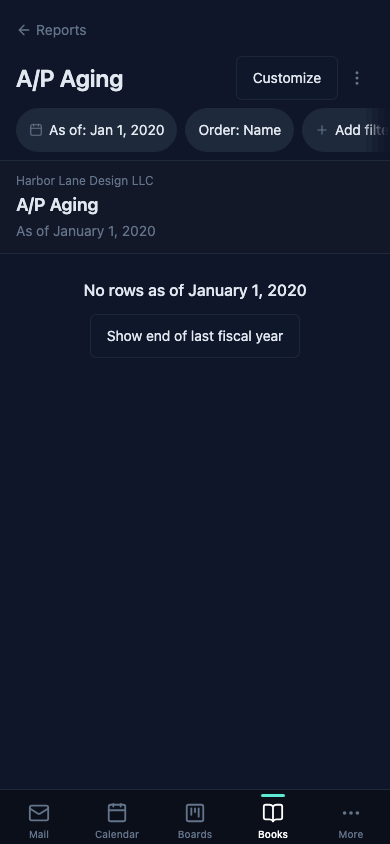 Reports
A/P Aging
Customize
As of: Jan 1, 2020
Order: Name
Add filte
Harbor Lane Design LLC
A/P Aging
As of January 1, 2020
No rows as of January 1, 2020
Show end of last fiscal year
Mail
Calendar
Boards
Books
More